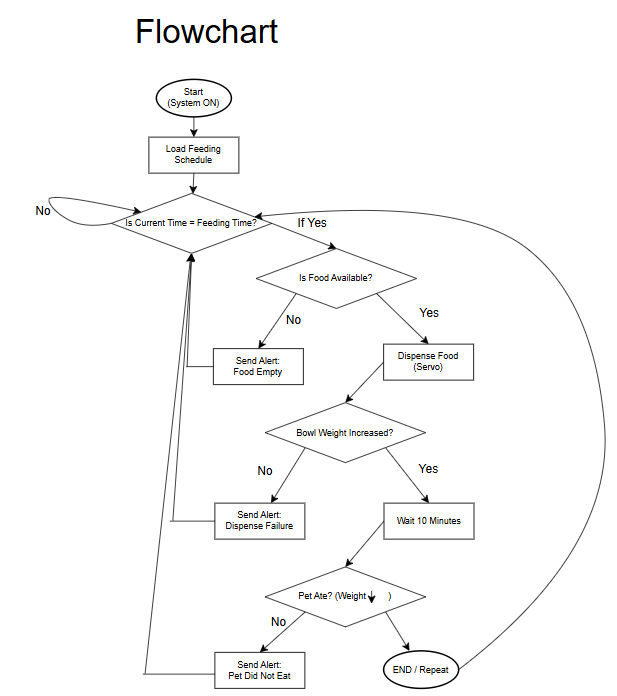 Flowchart
Start
(System ON)
Load Feeding
Schedule
No
Is Current Time = Feeding Time?
If Yes
Is Food Available?
No
Yes
Send Alert:
Food Empty
Dispense Food
(Servo)
Bowl Weight Increased?
No
Yes
Send Alert:
Dispense Failure
Wait 10 Minutes
Pet Ate? (Weight ↓ )
No
Send Alert:
Pet Did Not Eat
END / Repeat